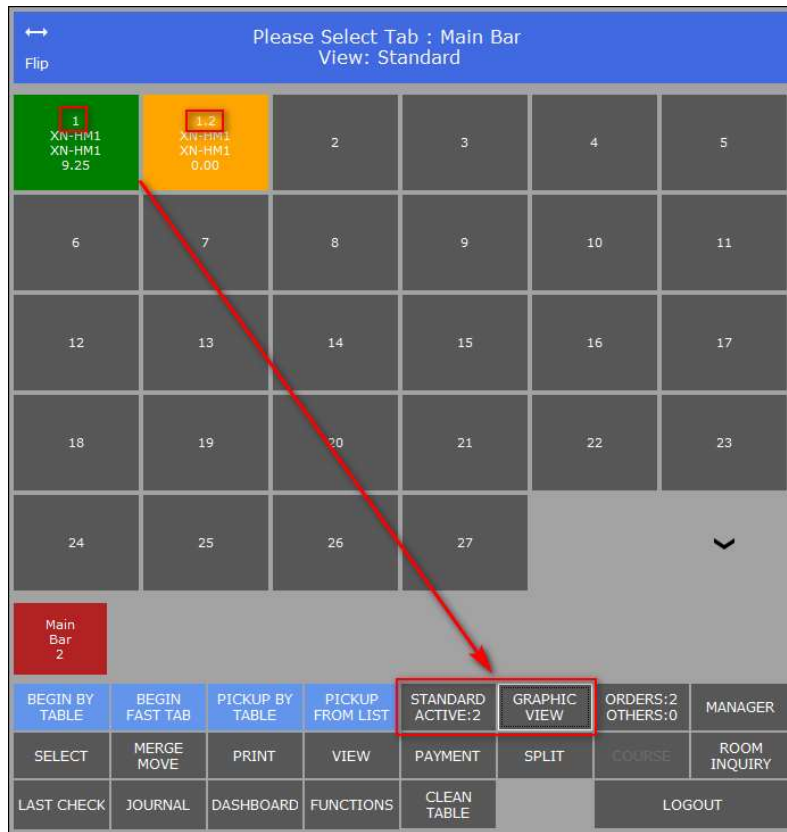 Flip
Please Select Tab : Main Bar
View: Standard
1
XN-HM1
XN-HM1
9.25
1.2
XN-HM1
XN-HM1
0.00
2
3
4
5
6
7
8
9
10
11
12
13
14
15
16
17
18
19
20
21
22
23
24
25
26
27
Main
Bar
2
BEGIN BY
TABLE
BEGIN
FAST TAB
PICKUP BY
TABLE
PICKUP
FROM LIST
STANDARD
ACTIVE:2
GRAPHIC
VIEW
ORDERS:2
OTHERS:0
MANAGER
SELECT
MERGE
MOVE
PRINT
VIEW
PAYMENT
SPLIT
COURSE
ROOM
INQUIRY
LAST CHECK
JOURNAL
DASHBOARD
FUNCTIONS
CLEAN
TABLE
LOGOUT